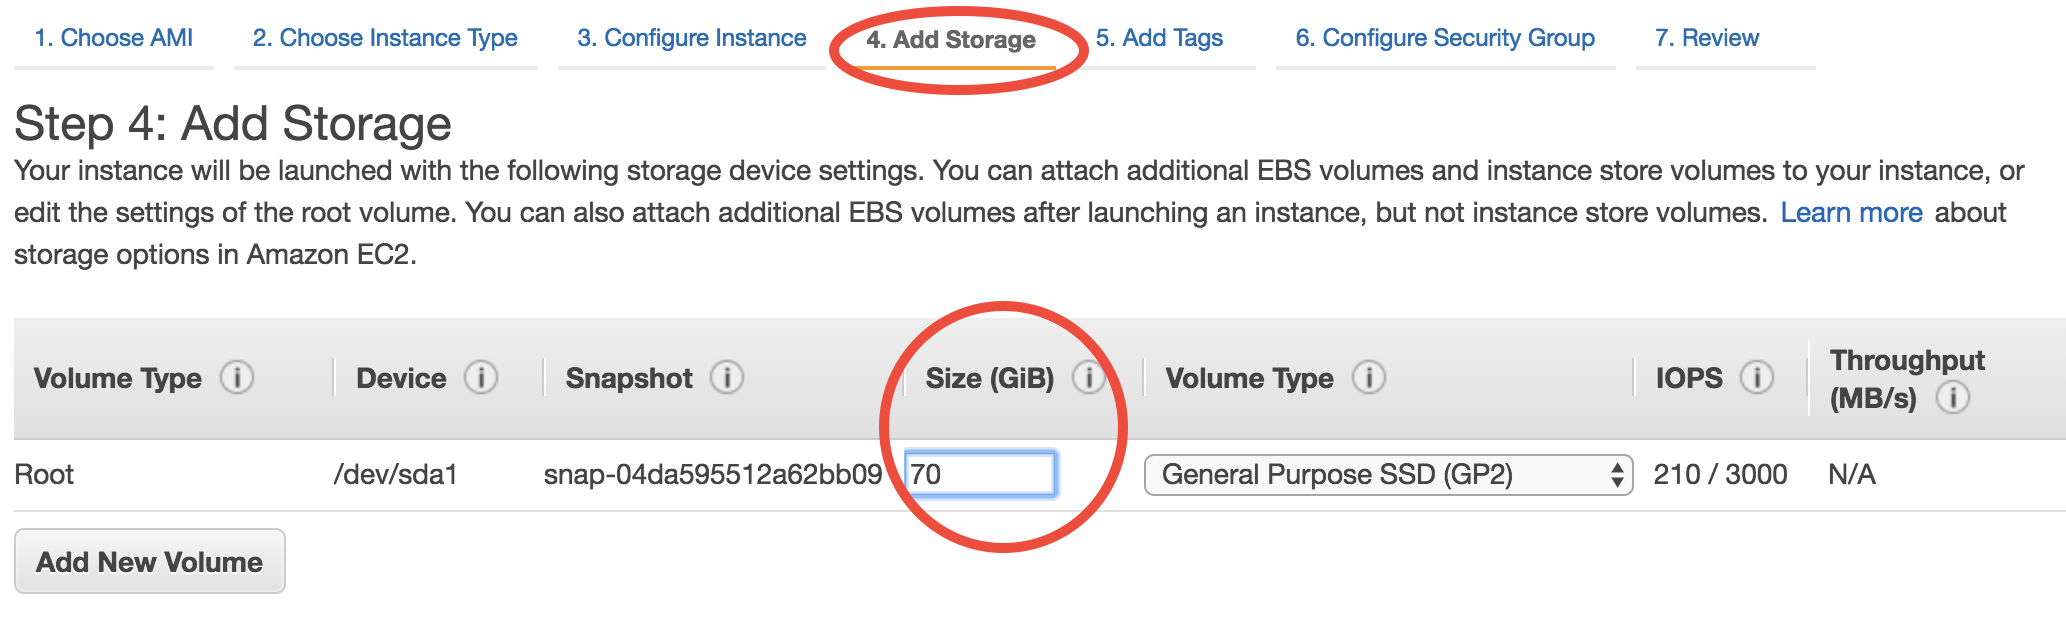 1. Choose AMI 2. Choose Instance Type 3. Configure Instance 4. Add Storage 5. Add Tags 6. Configure Security Group 7. Review
Step 4: Add Storage
Your instance will be launched with the following storage device settings. You can attach additional EBS volumes and instance store volumes to your instance, or
edit the settings of the root volume. You can also attach additional EBS volumes after launching an instance, but not instance store volumes. Learn more about
storage options in Amazon EC2.
Volume Type i Device i Snapshot i Size (GiB) i Volume Type i IOPS i Throughput
(MB/s) i
Root /dev/sda1 snap-04da595512a62bb09 70 General Purpose SSD (GP2) 210 / 3000 N/A
Add New Volume